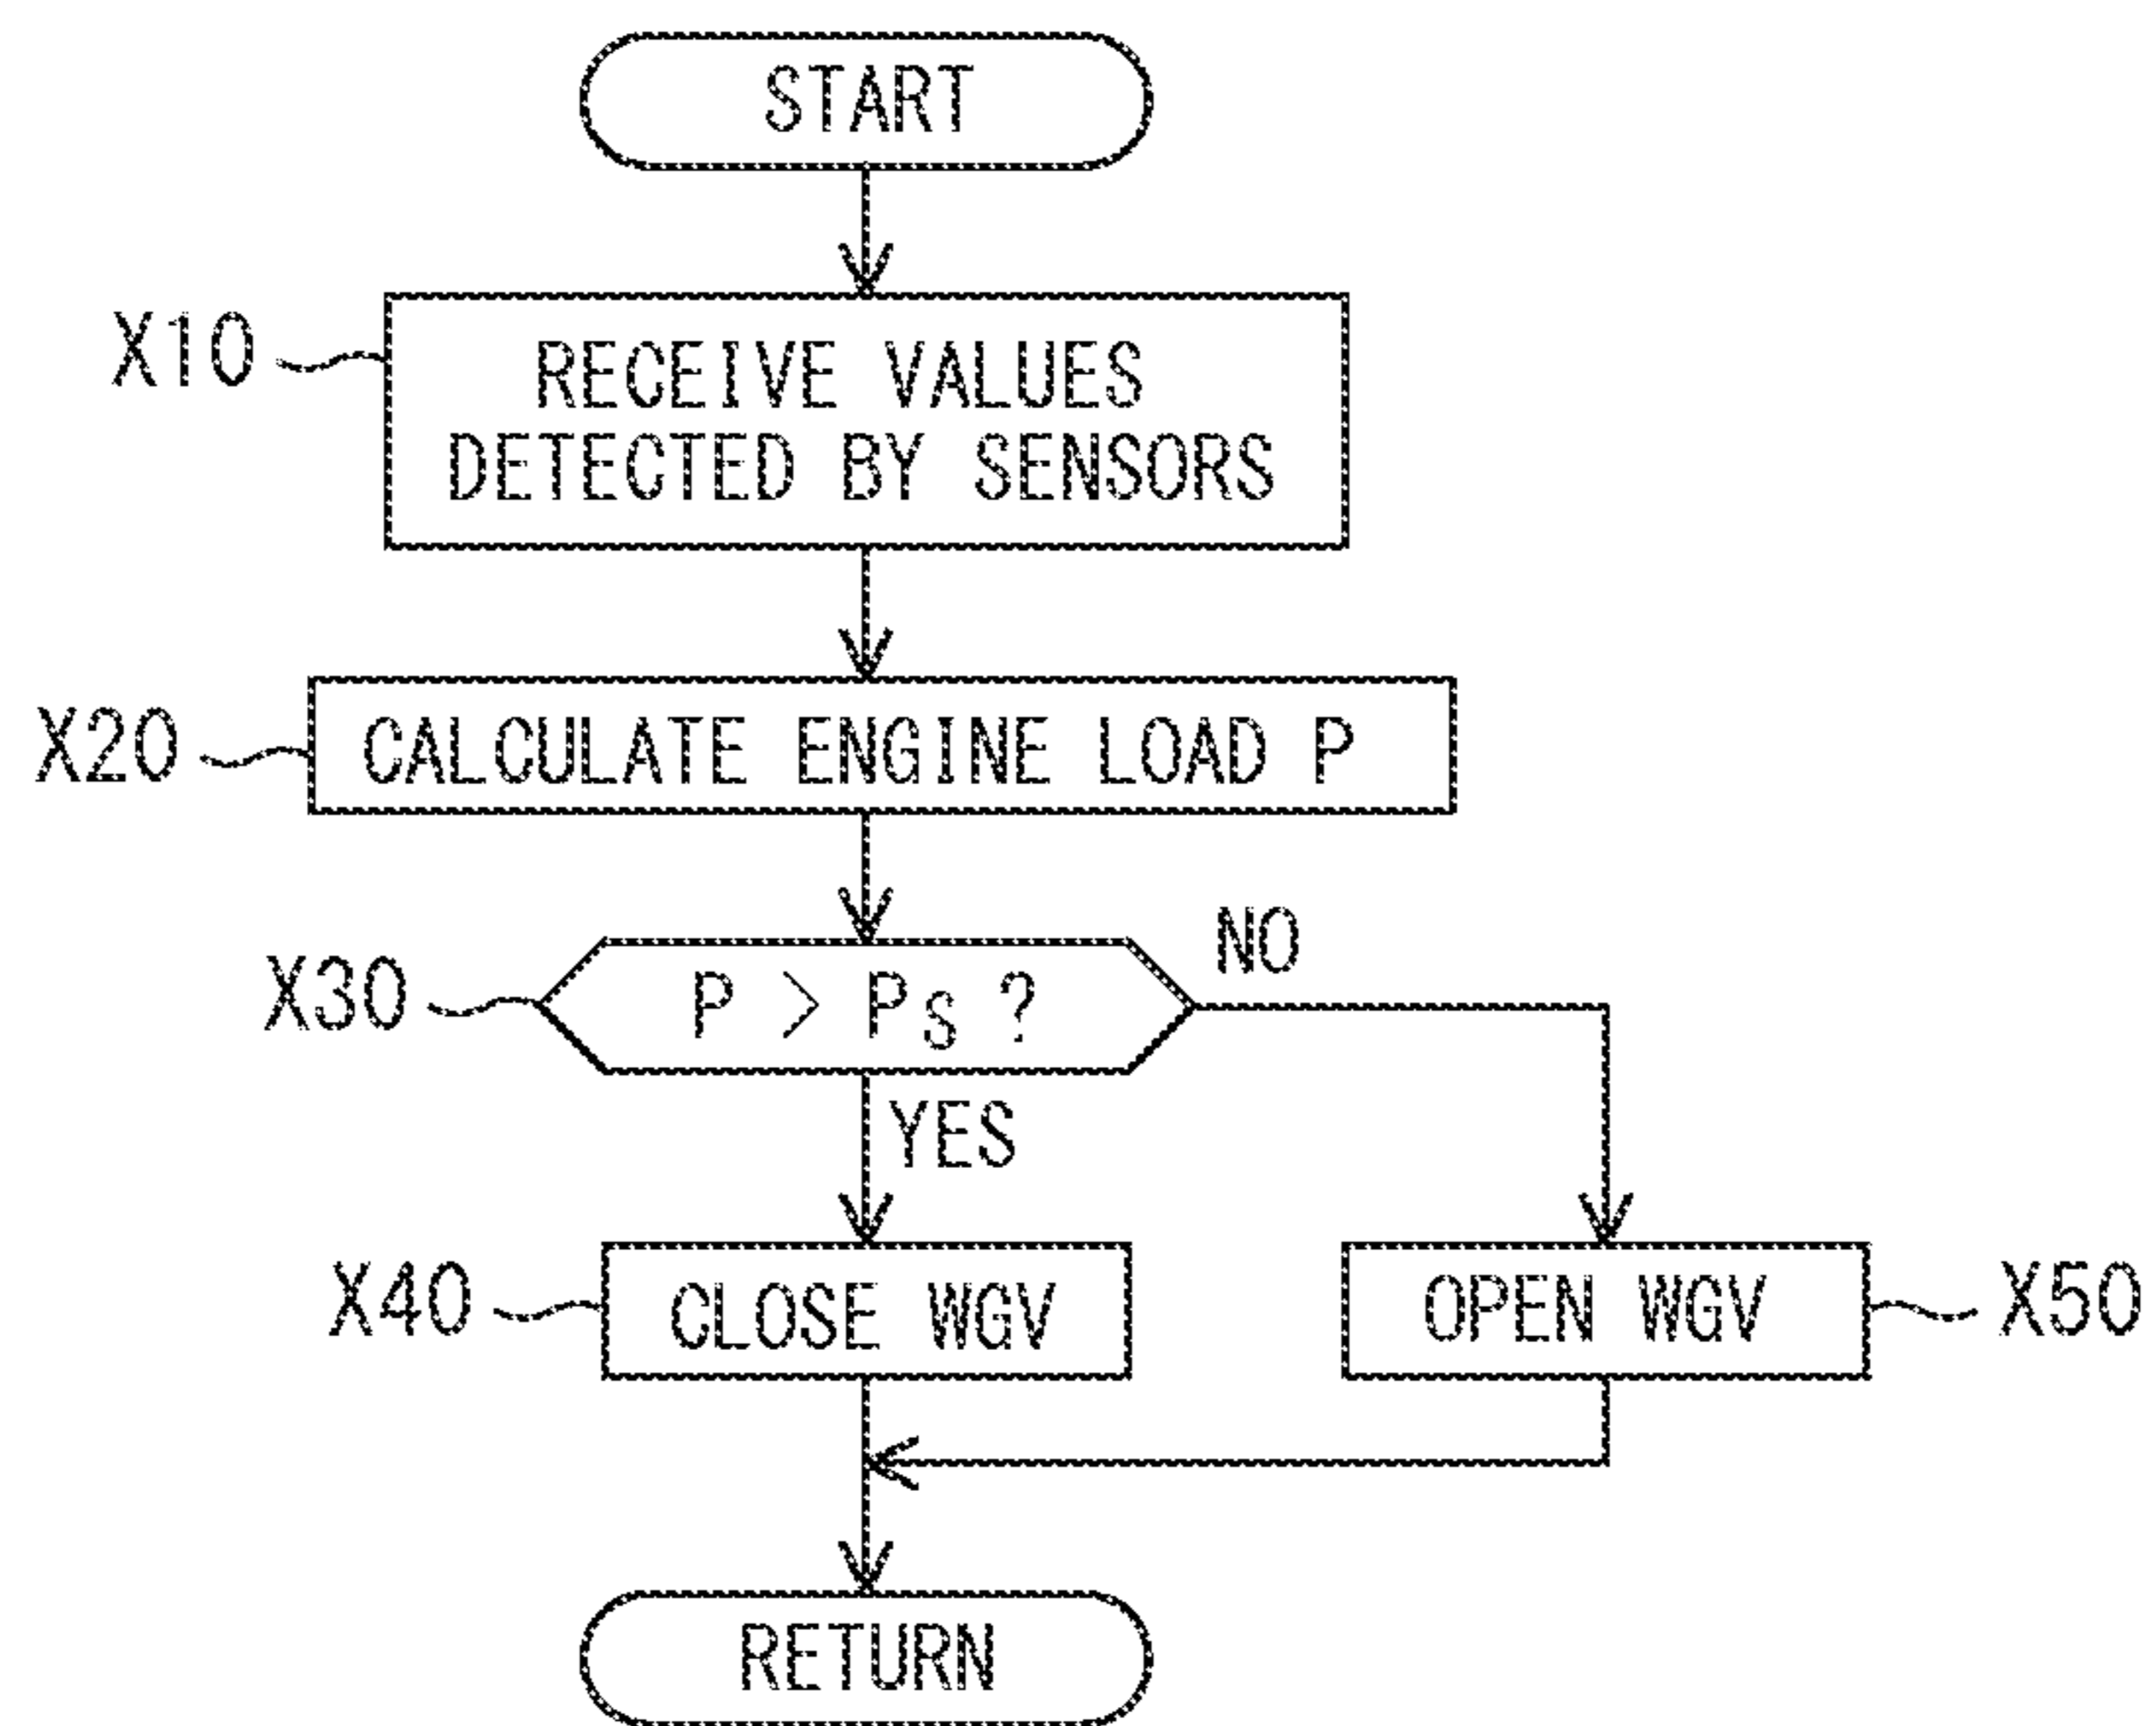 START
X10
RECEIVE VALUES
DETECTED BY SENSORS
X20
CALCULATE ENGINE LOAD P
X30
P > PS ?
NO
YES
X40
CLOSE WGV
OPEN WGV
X50
RETURN